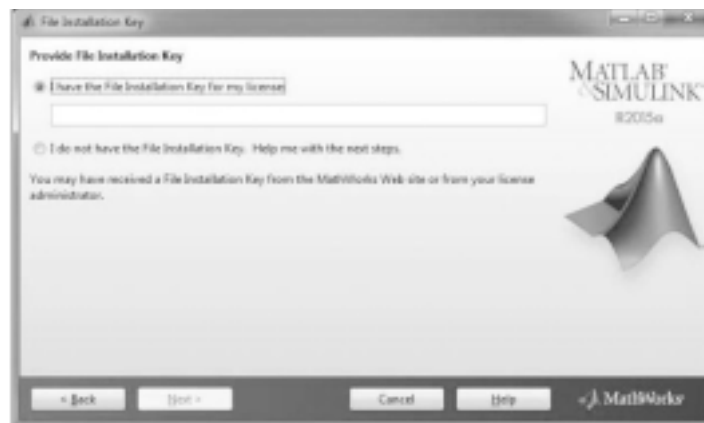 File Installation Key
Provide File Installation Key
I have the File Installation Key for my license
I do not have the File Installation Key. Help me with the next steps.
You may have received a File Installation Key from the MathWorks Web site or from your license
administrator.
MATLAB®
&SIMULINK®
R2015a
< Back
Next >
Cancel
Help
MathWorks®